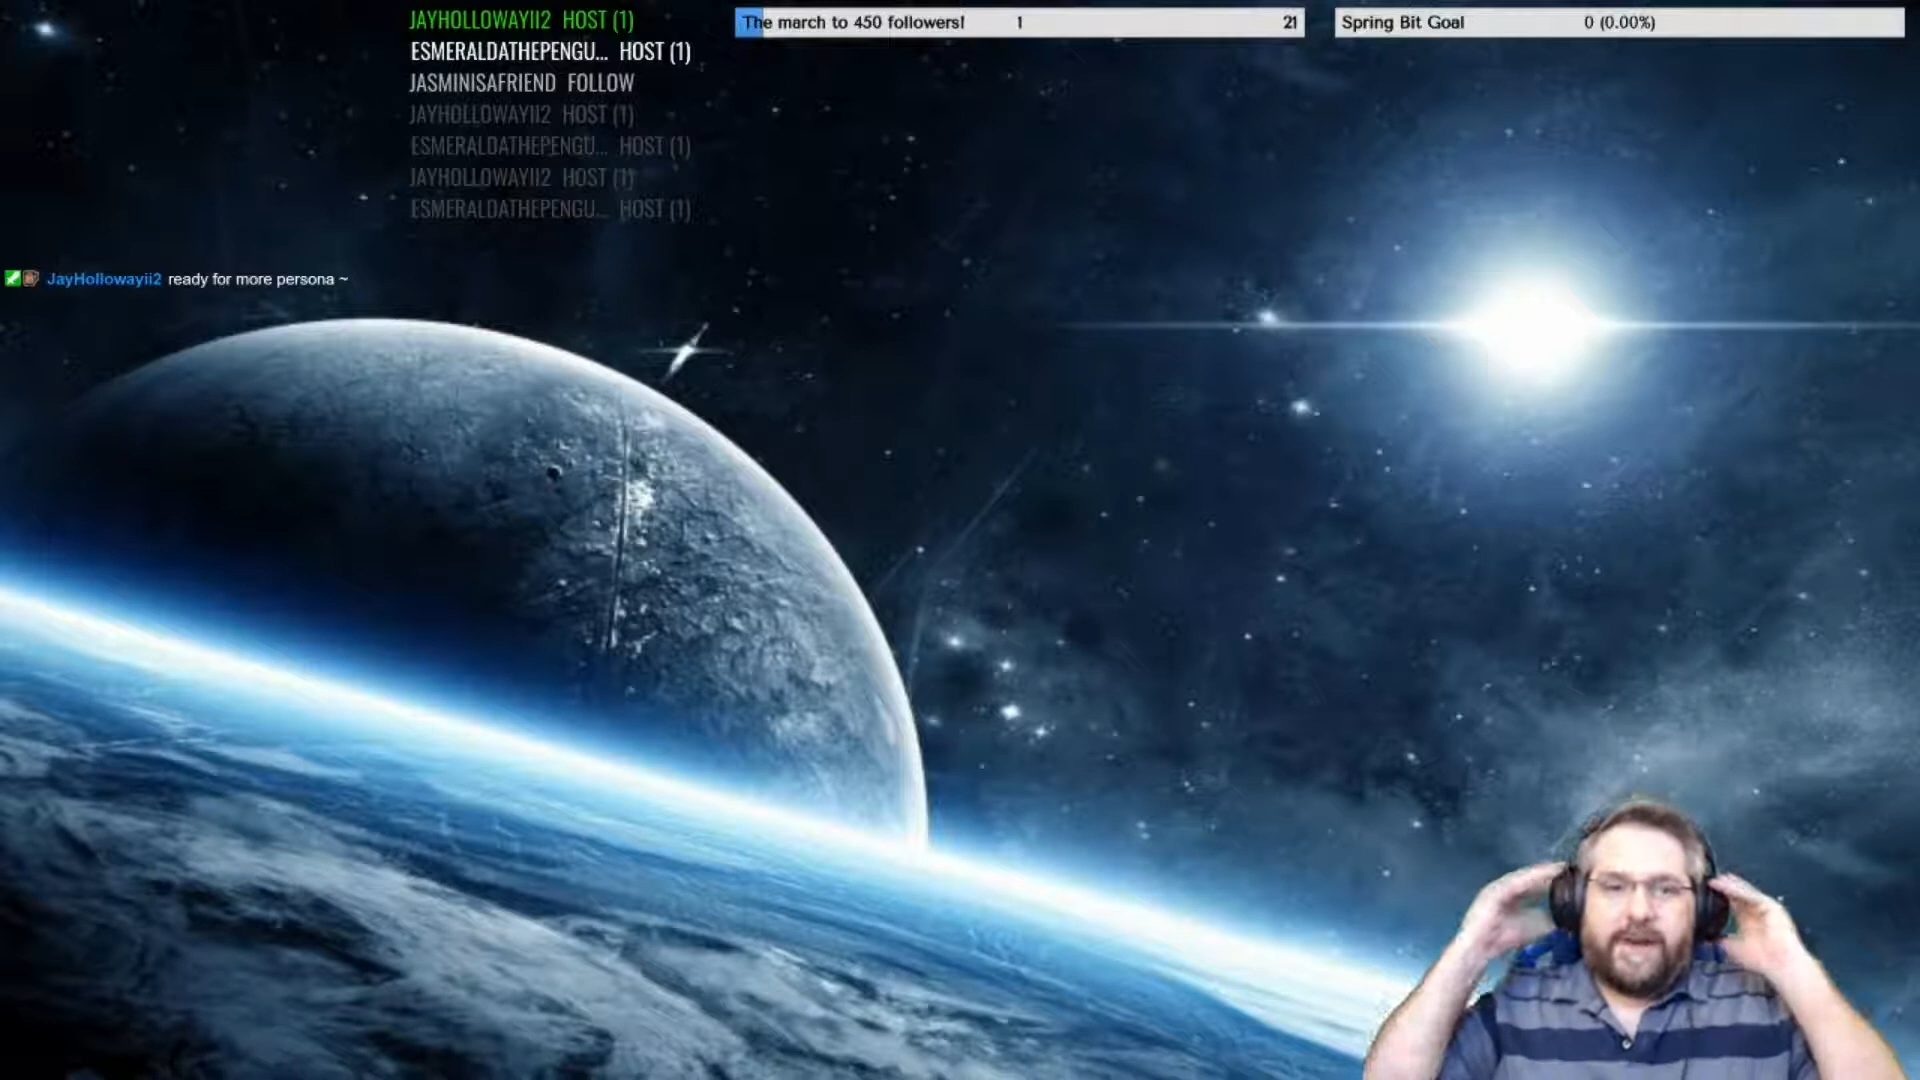 JAYHOLLOWAYII2 HOST (1)
ESMERALDATHEPENGU... HOST (1)
JASMINISAFRIEND FOLLOW
JAYHOLLOWAYII2 HOST (1)
ESMERALDATHEPENGU... HOST (1)
JAYHOLLOWAYII2 HOST (1)
ESMERALDATHEPENGU... HOST (1)
The march to 450 followers! 1 21
Spring Bit Goal 0 (0.00%)
JayHollowayii2 ready for more persona ~